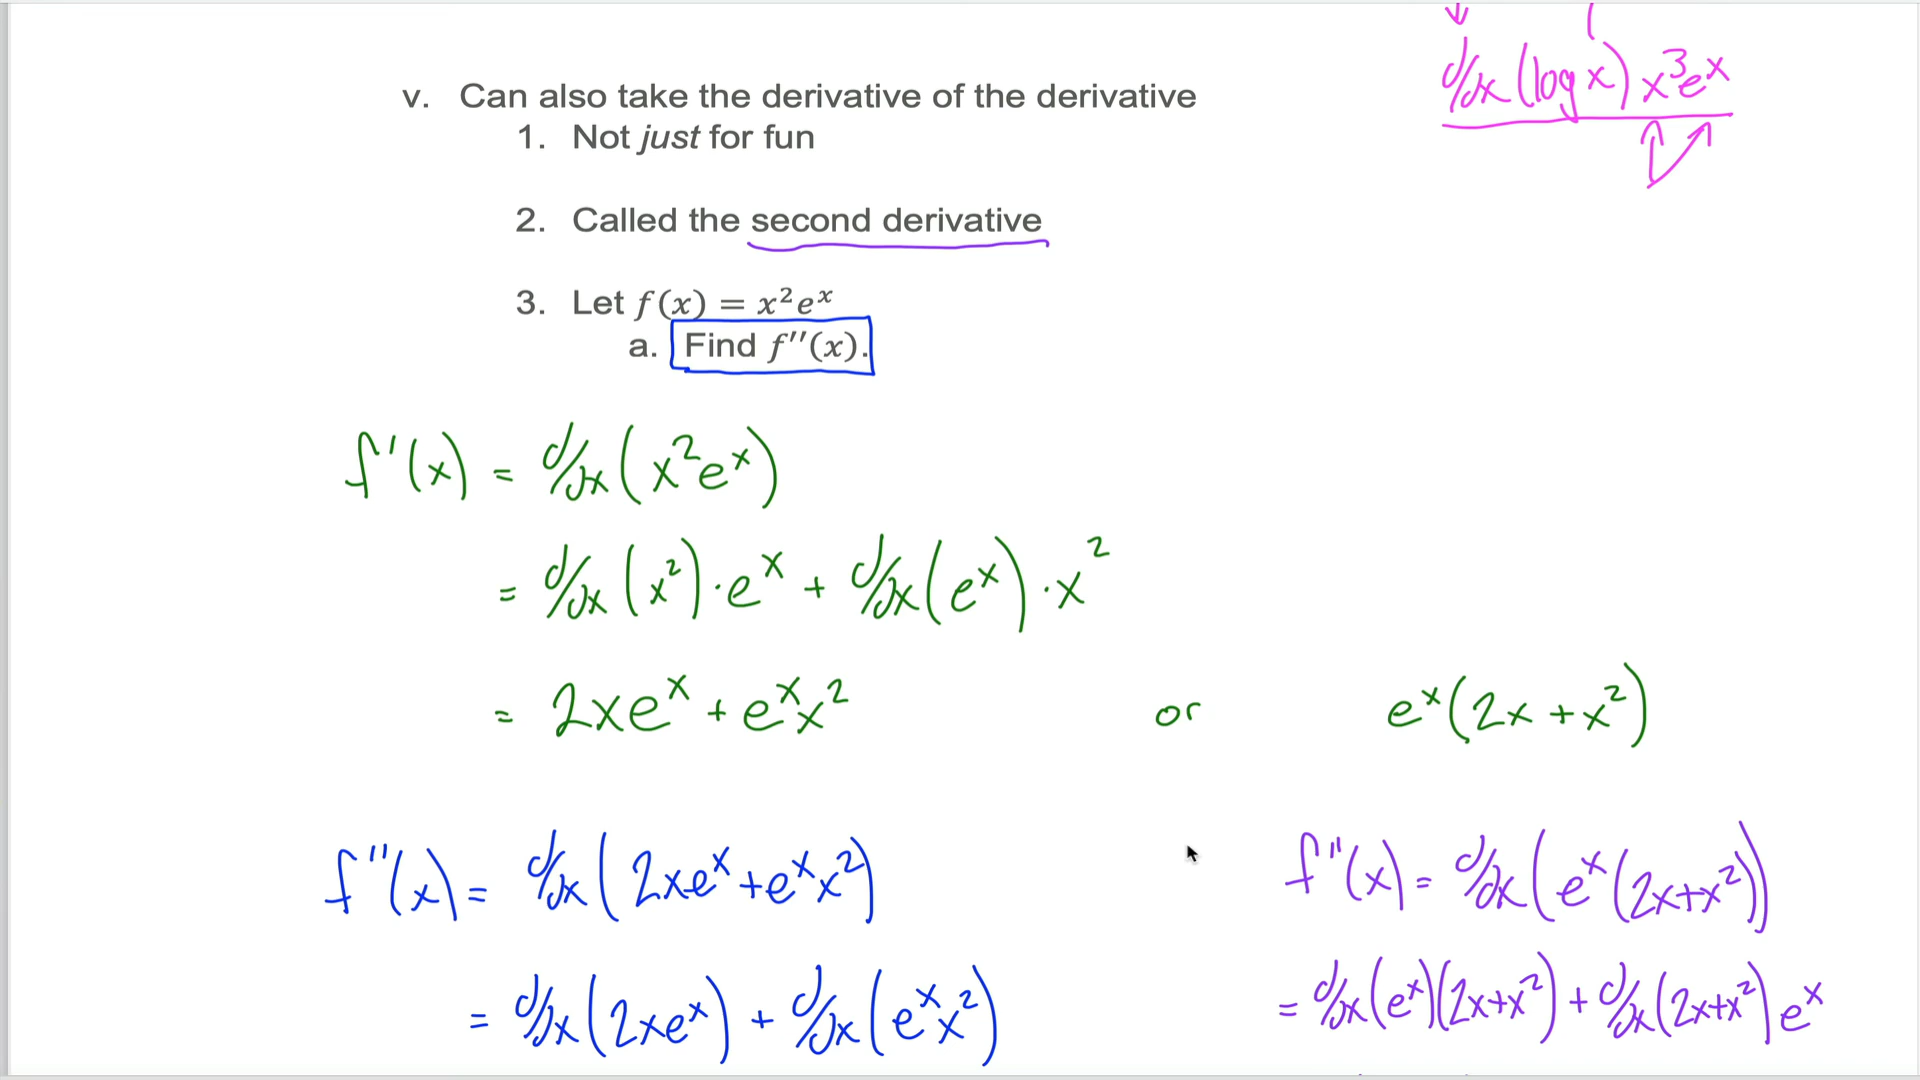 d/dx (log x) x³eˣ
v. Can also take the derivative of the derivative
1. Not just for fun
2. Called the second derivative
3. Let f(x) = x²eˣ
a. Find f''(x).
f'(x) = d/dx (x²eˣ)
= d/dx (x²) · eˣ + d/dx (eˣ) · x²
= 2xeˣ + eˣx² or eˣ(2x + x²)
f''(x) = d/dx (2xeˣ + eˣx²)
= d/dx (2xeˣ) + d/dx (eˣx²)
f''(x) = d/dx (eˣ(2x+x²))
= d/dx (eˣ)(2x+x²) + d/dx (2x+x²) eˣ